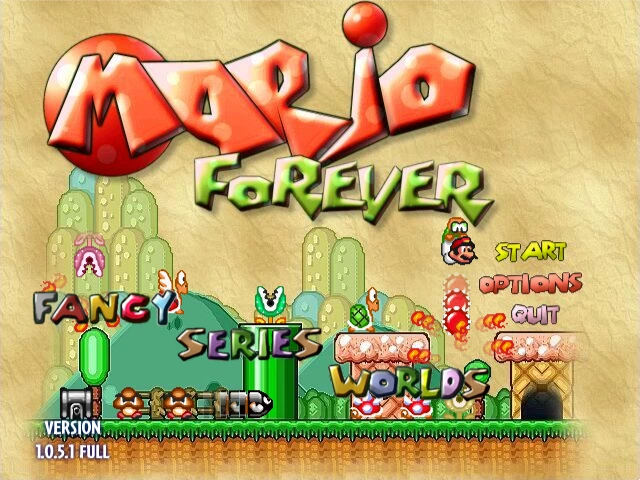 MARIO
FOREVER
START
OPTIONS
QUIT
FANCY
SERIES
WORLDS
VERSION
1.0.5.1 FULL